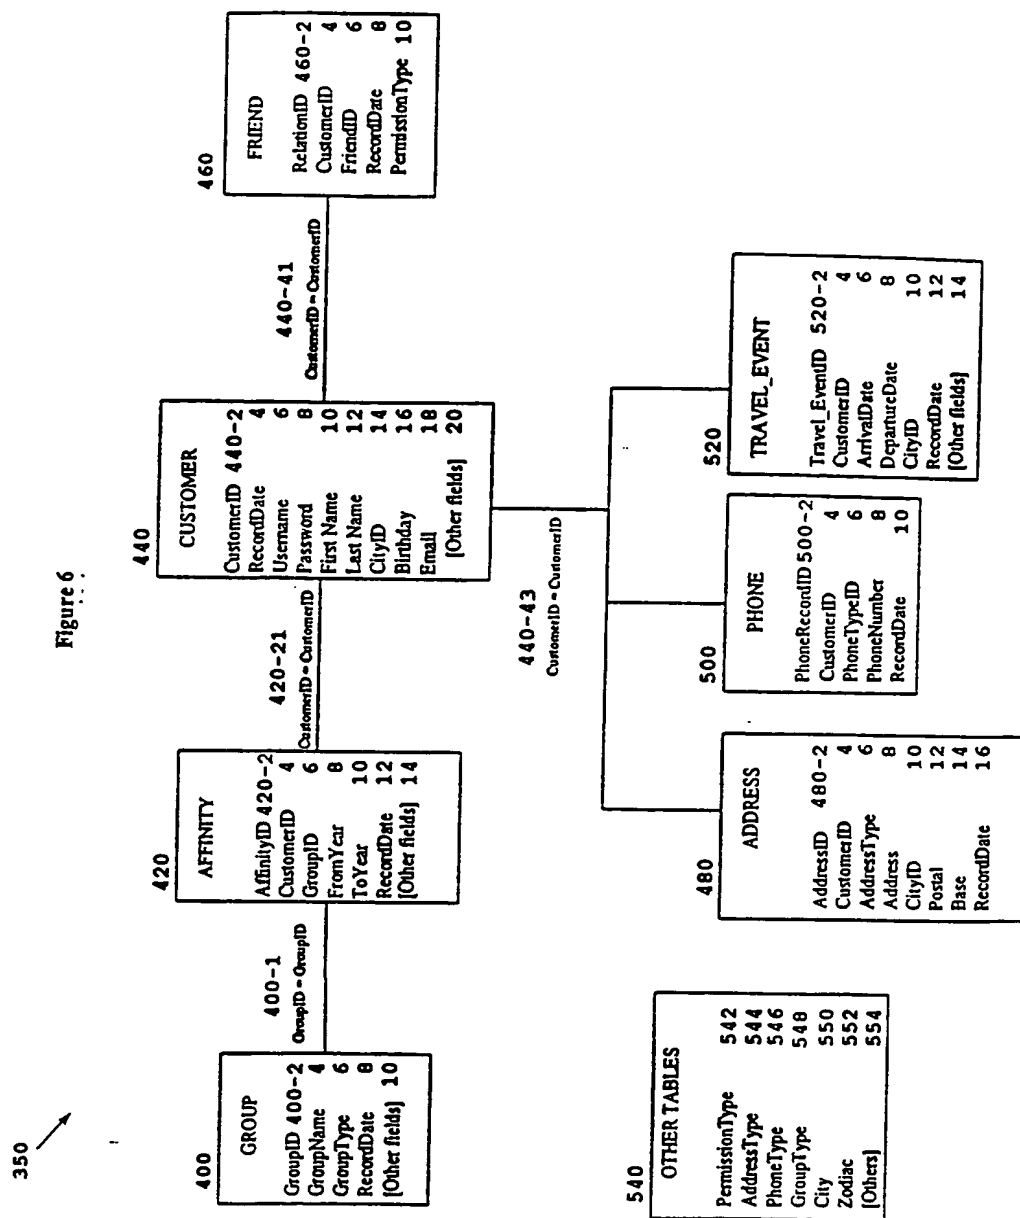 Figure 6
350
400
GROUP
GroupID 400-2
GroupName 4
GroupType 6
RecordDate 8
[Other fields] 10
400-1
GroupID = GroupID
420
AFFINITY
AffinityID 420-2
CustomerID 4
GroupID 6
FromYear 8
ToYear 10
RecordDate 12
[Other fields] 14
420-21
CustomerID = CustomerID
440
CUSTOMER
CustomerID 440-2
RecordDate 4
Username 6
Password 8
First Name 10
Last Name 12
CityID 14
Birthday 16
Email 18
[Other fields] 20
440-41
CustomerID = CustomerID
460
FRIEND
RelationID 460-2
CustomerID 4
FriendID 6
RecordDate 8
PermissionType 10
440-43
CustomerID = CustomerID
540
OTHER TABLES
PermissionType 542
AddressType 544
PhoneType 546
GroupType 548
City 550
Zodiac 552
[Others] 554
480
ADDRESS
AddressID 480-2
CustomerID 4
AddressType 6
Address 8
CityID 10
Postal 12
Base 14
RecordDate 16
500
PHONE
PhoneRecordID 500-2
CustomerID 4
PhoneTypeID 6
PhoneNumber 8
RecordDate 10
520
TRAVEL_EVENT
Travel_EventID 520-2
CustomerID 4
ArrivalDate 6
DepartureDate 8
CityID 10
RecordDate 12
[Other fields] 14